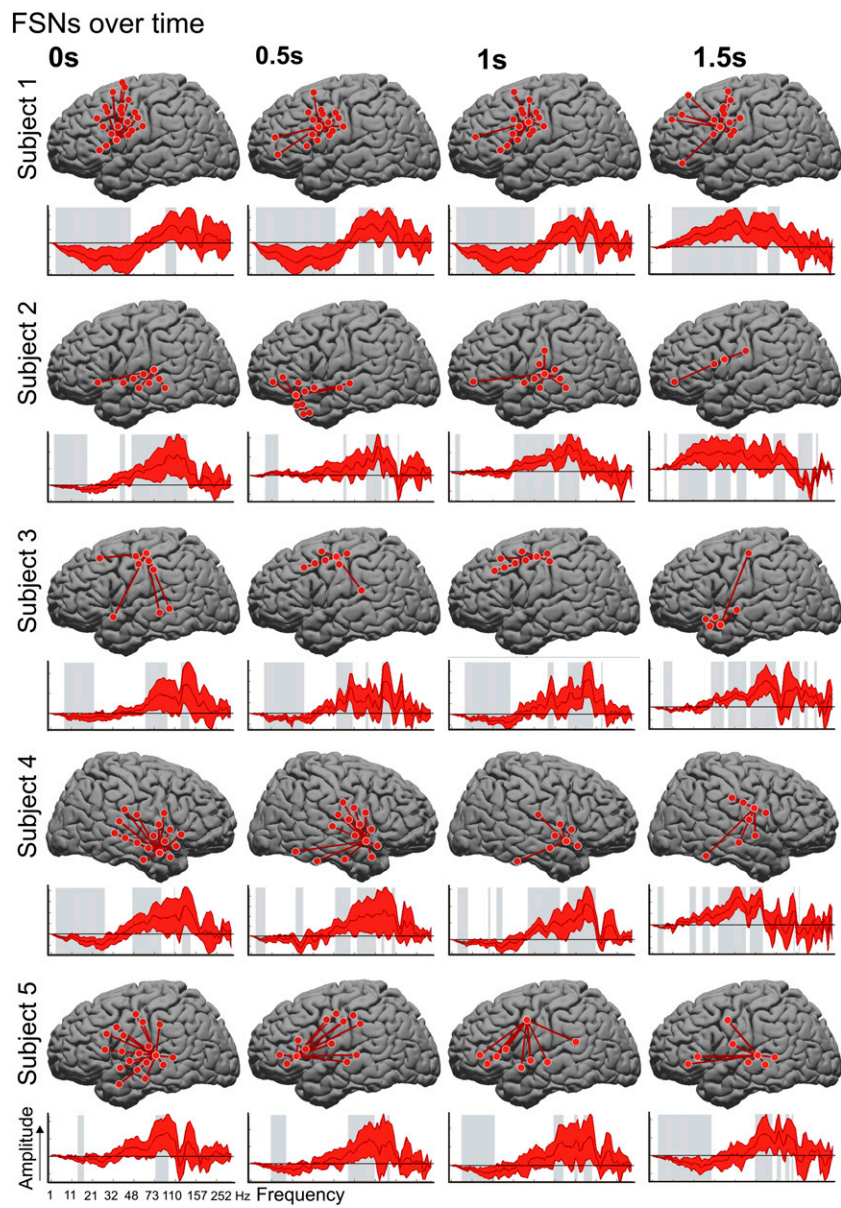 FSNs over time
0s 0.5s 1s 1.5s
Subject 1
Subject 2
Subject 3
Subject 4
Subject 5
Amplitude
1 11 21 32 48 73 110 157 252 Hz Frequency